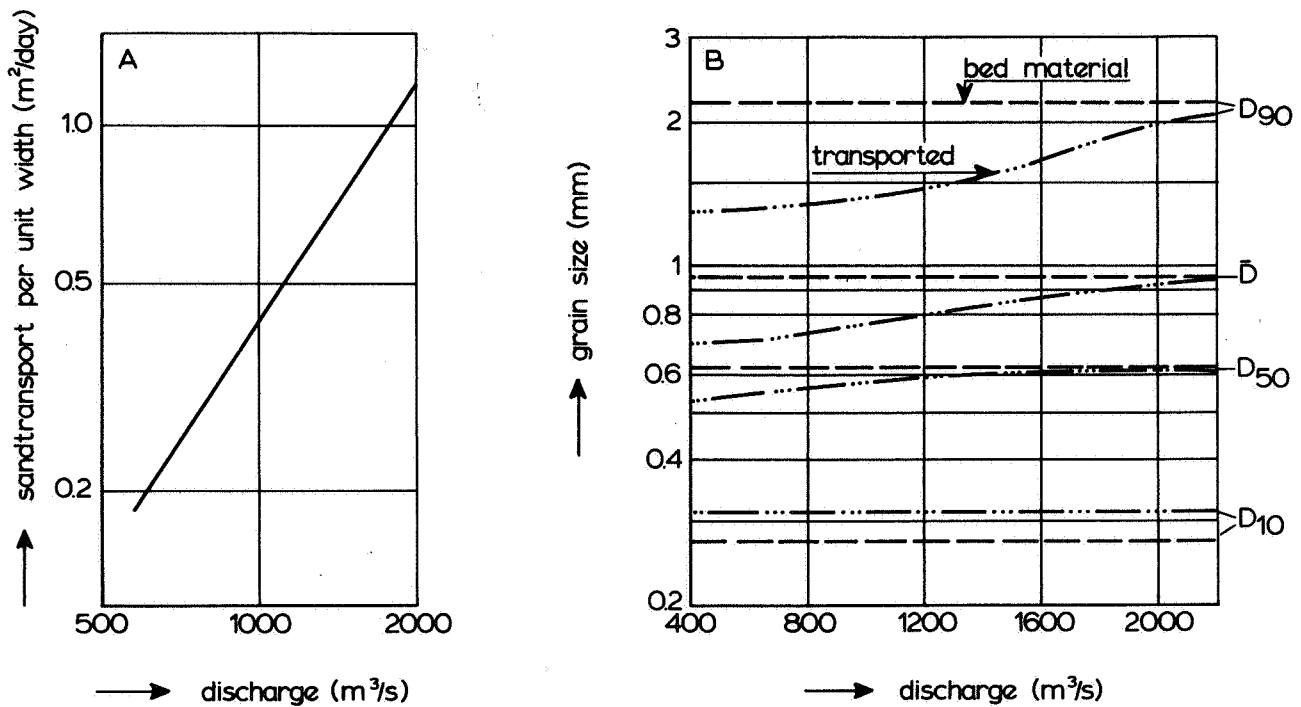 A
sandtransport per unit width (m²/day)
1.0
0.5
0.2
500
1000
2000
discharge (m³/s)
B
grain size (mm)
3
2
1
0.8
0.6
0.4
0.2
bed material
transported
D90
D̄
D50
D10
400
800
1200
1600
2000
discharge (m³/s)